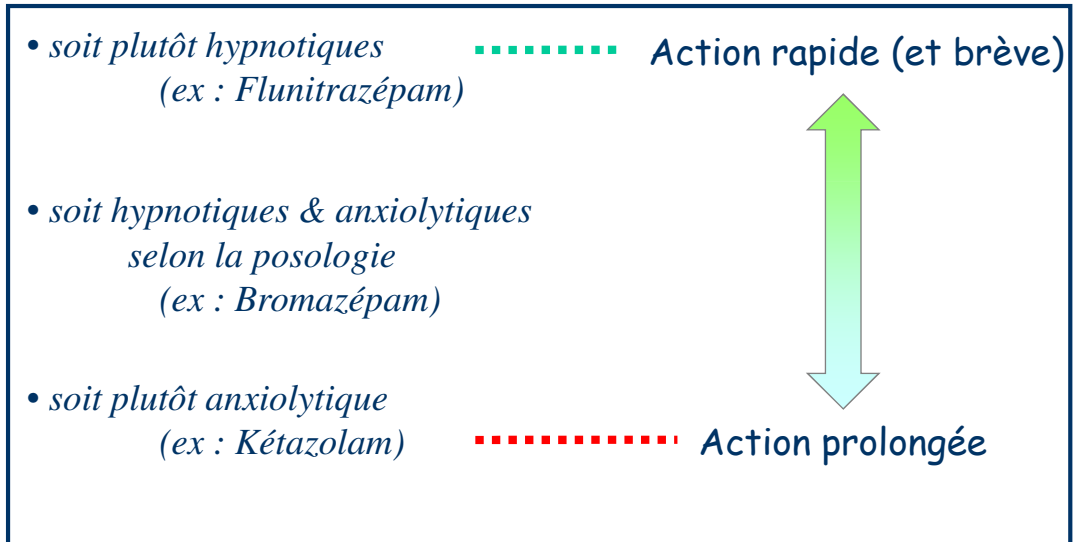 • soit plutôt hypnotiques
Action rapide (et brève)
(ex : Flunitrazépam)
• soit hypnotiques & anxiolytiques
selon la posologie
(ex : Bromazépam)
• soit plutôt anxiolytique
(ex : Kétazolam)
Action prolongée